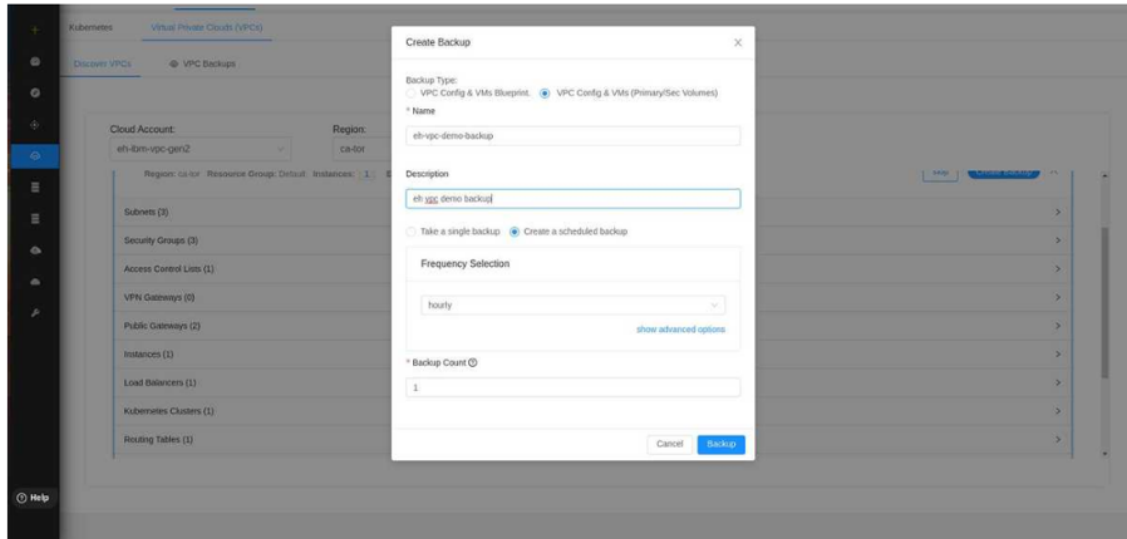 Kubernetes Virtual Private Clouds (VPCs)
Discover VPCs VPC Backups
Cloud Account: Region:
eh-ibm-vpc-gen2 ca-tor
Region: ca-tor Resource Group: Default Instances: 1
Help Create Backup
Subnets (3)
Security Groups (3)
Access Control Lists (1)
VPN Gateways (0)
Public Gateways (2)
Instances (1)
Load Balancers (1)
Kubernetes Clusters (1)
Routing Tables (1)
Help
Create Backup
Backup Type:
VPC Config & VMs Blueprint. VPC Config & VMs (Primary/Sec Volumes)
* Name
eh-vpc-demo-backup
Description
eh vpc demo backup
Take a single backup Create a scheduled backup
Frequency Selection
hourly
show advanced options
* Backup Count
1
Cancel Backup